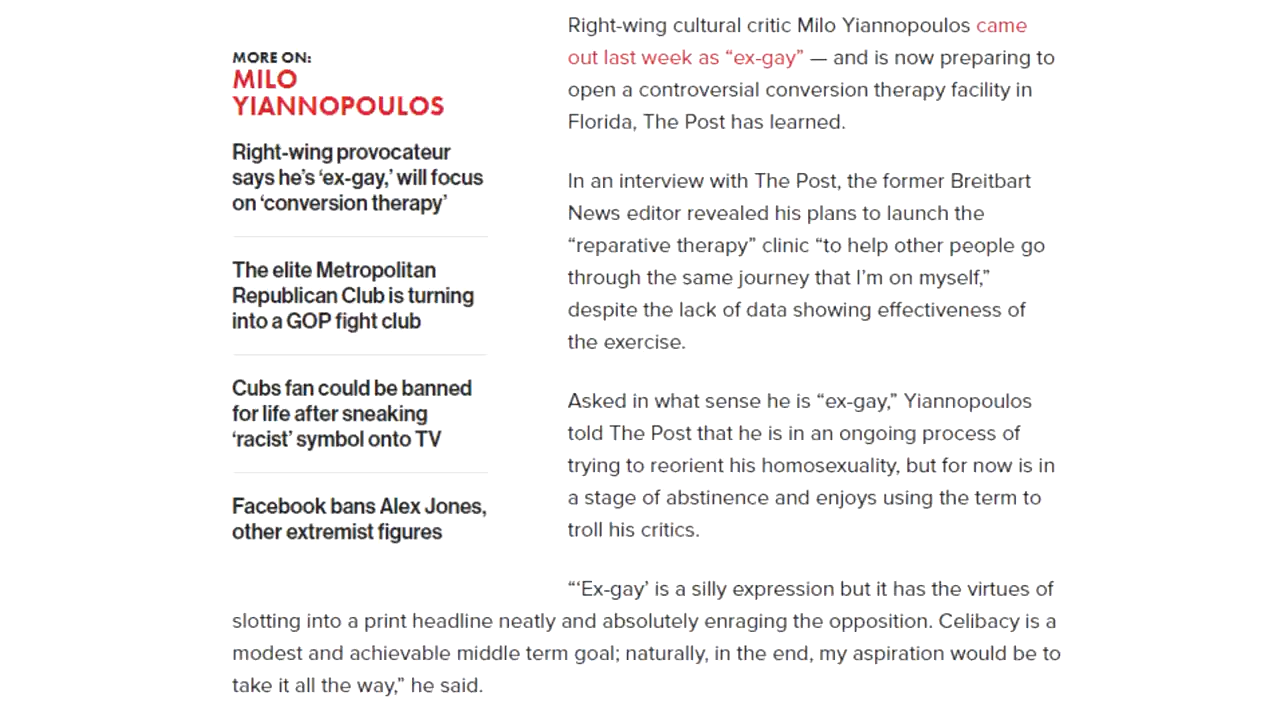 MORE ON:
MILO
YIANNOPOULOS
Right-wing provocateur
says he’s ‘ex-gay,’ will focus
on ‘conversion therapy’
The elite Metropolitan
Republican Club is turning
into a GOP fight club
Cubs fan could be banned
for life after sneaking
‘racist’ symbol onto TV
Facebook bans Alex Jones,
other extremist figures
Right-wing cultural critic Milo Yiannopoulos came
out last week as “ex-gay” — and is now preparing to
open a controversial conversion therapy facility in
Florida, The Post has learned.
In an interview with The Post, the former Breitbart
News editor revealed his plans to launch the
“reparative therapy” clinic “to help other people go
through the same journey that I’m on myself,”
despite the lack of data showing effectiveness of
the exercise.
Asked in what sense he is “ex-gay,” Yiannopoulos
told The Post that he is in an ongoing process of
trying to reorient his homosexuality, but for now is in
a stage of abstinence and enjoys using the term to
troll his critics.
“‘Ex-gay’ is a silly expression but it has the virtues of
slotting into a print headline neatly and absolutely enraging the opposition. Celibacy is a
modest and achievable middle term goal; naturally, in the end, my aspiration would be to
take it all the way,” he said.